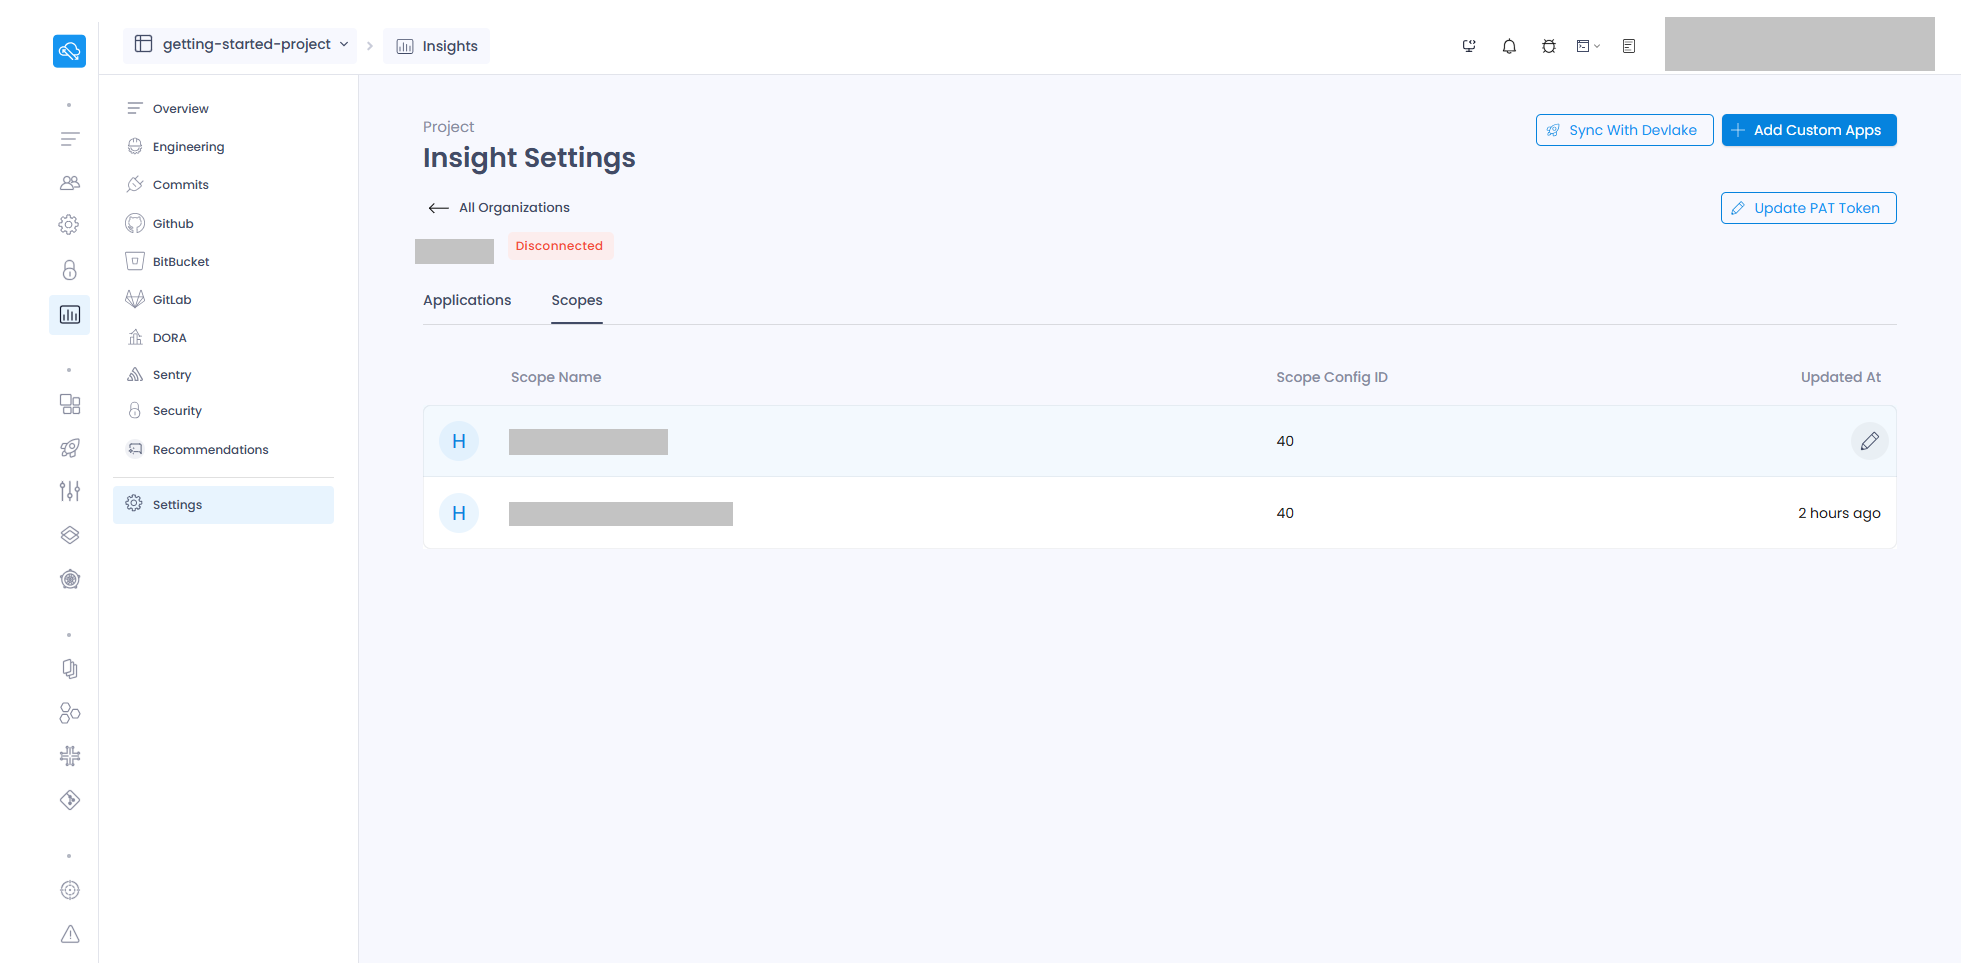 getting-started-project
Insights
Overview
Engineering
Commits
Github
BitBucket
GitLab
DORA
Sentry
Security
Recommendations
Settings
Project
Insight Settings
Sync With Devlake
Add Custom Apps
All Organizations
Update PAT Token
Disconnected
Applications Scopes
Scope Name Scope Config ID Updated At
H 40
H 40 2 hours ago